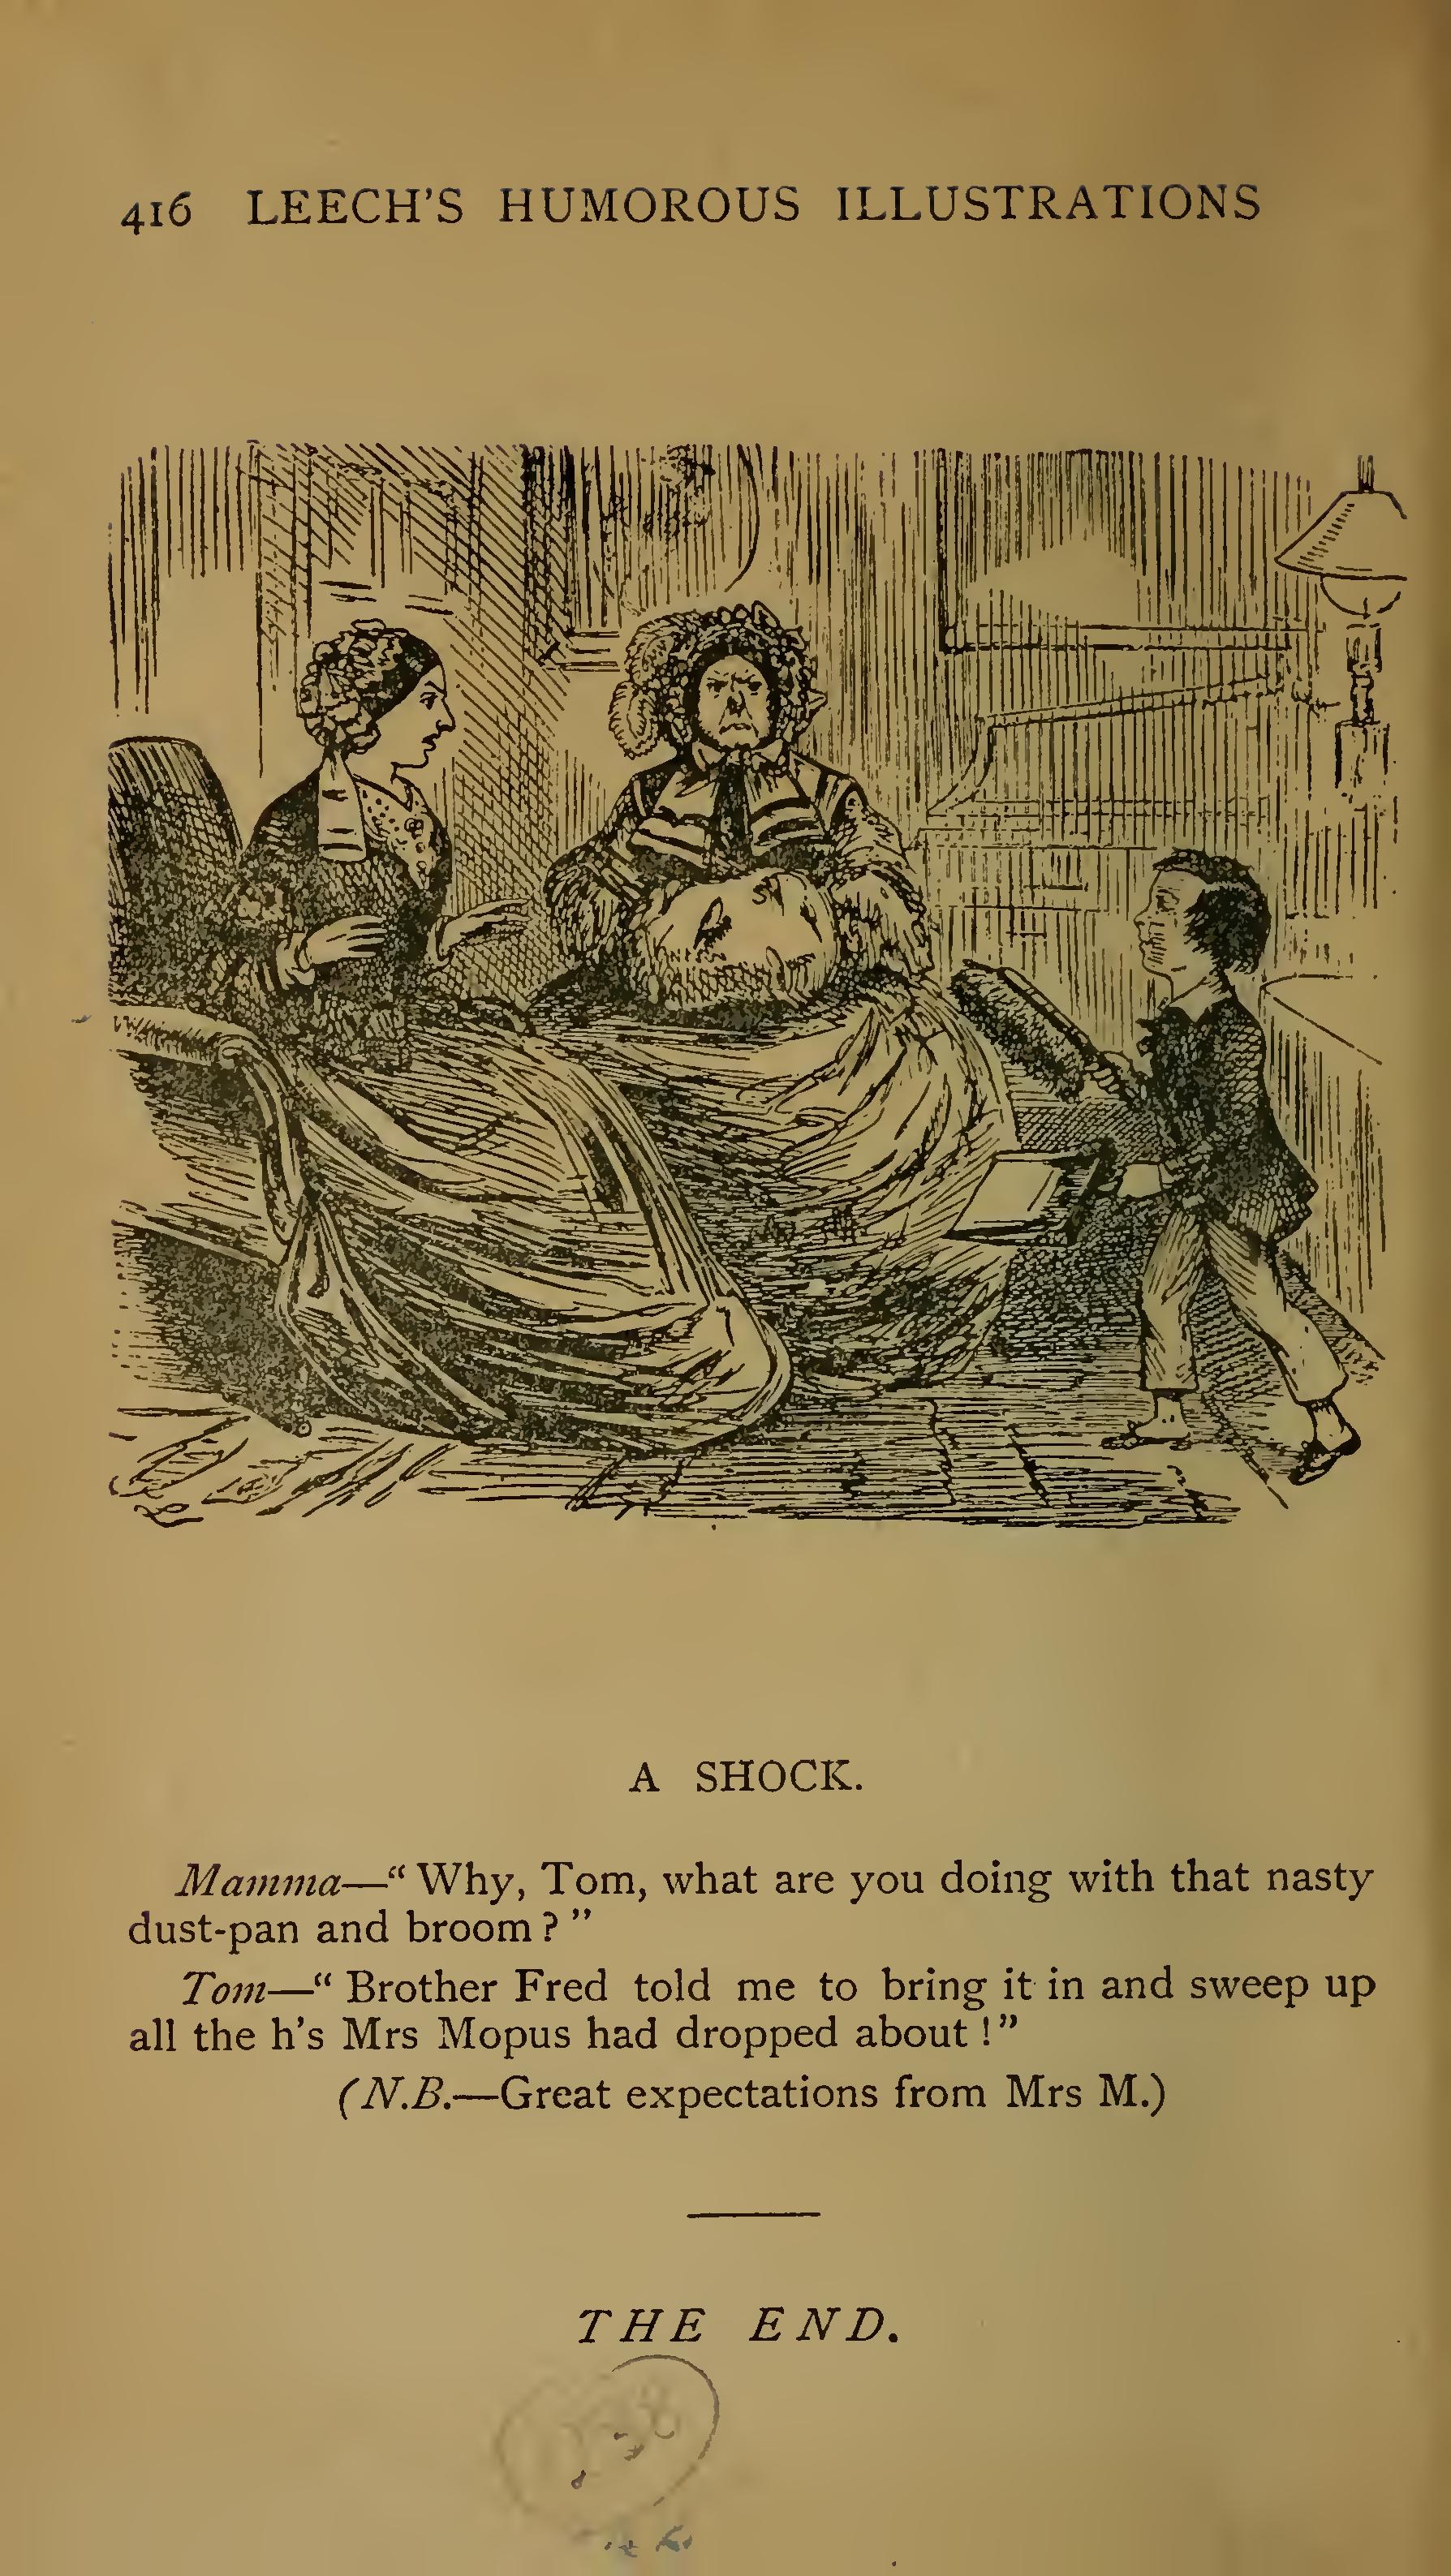 416 LEECH'S HUMOROUS ILLUSTRATIONS
A SHOCK.
Mamma—“Why, Tom, what are you doing with that nasty
dust-pan and broom?”
Tom—“Brother Fred told me to bring it in and sweep up
all the h's Mrs Mopus had dropped about!”
(N.B.—Great expectations from Mrs M.)
THE END.